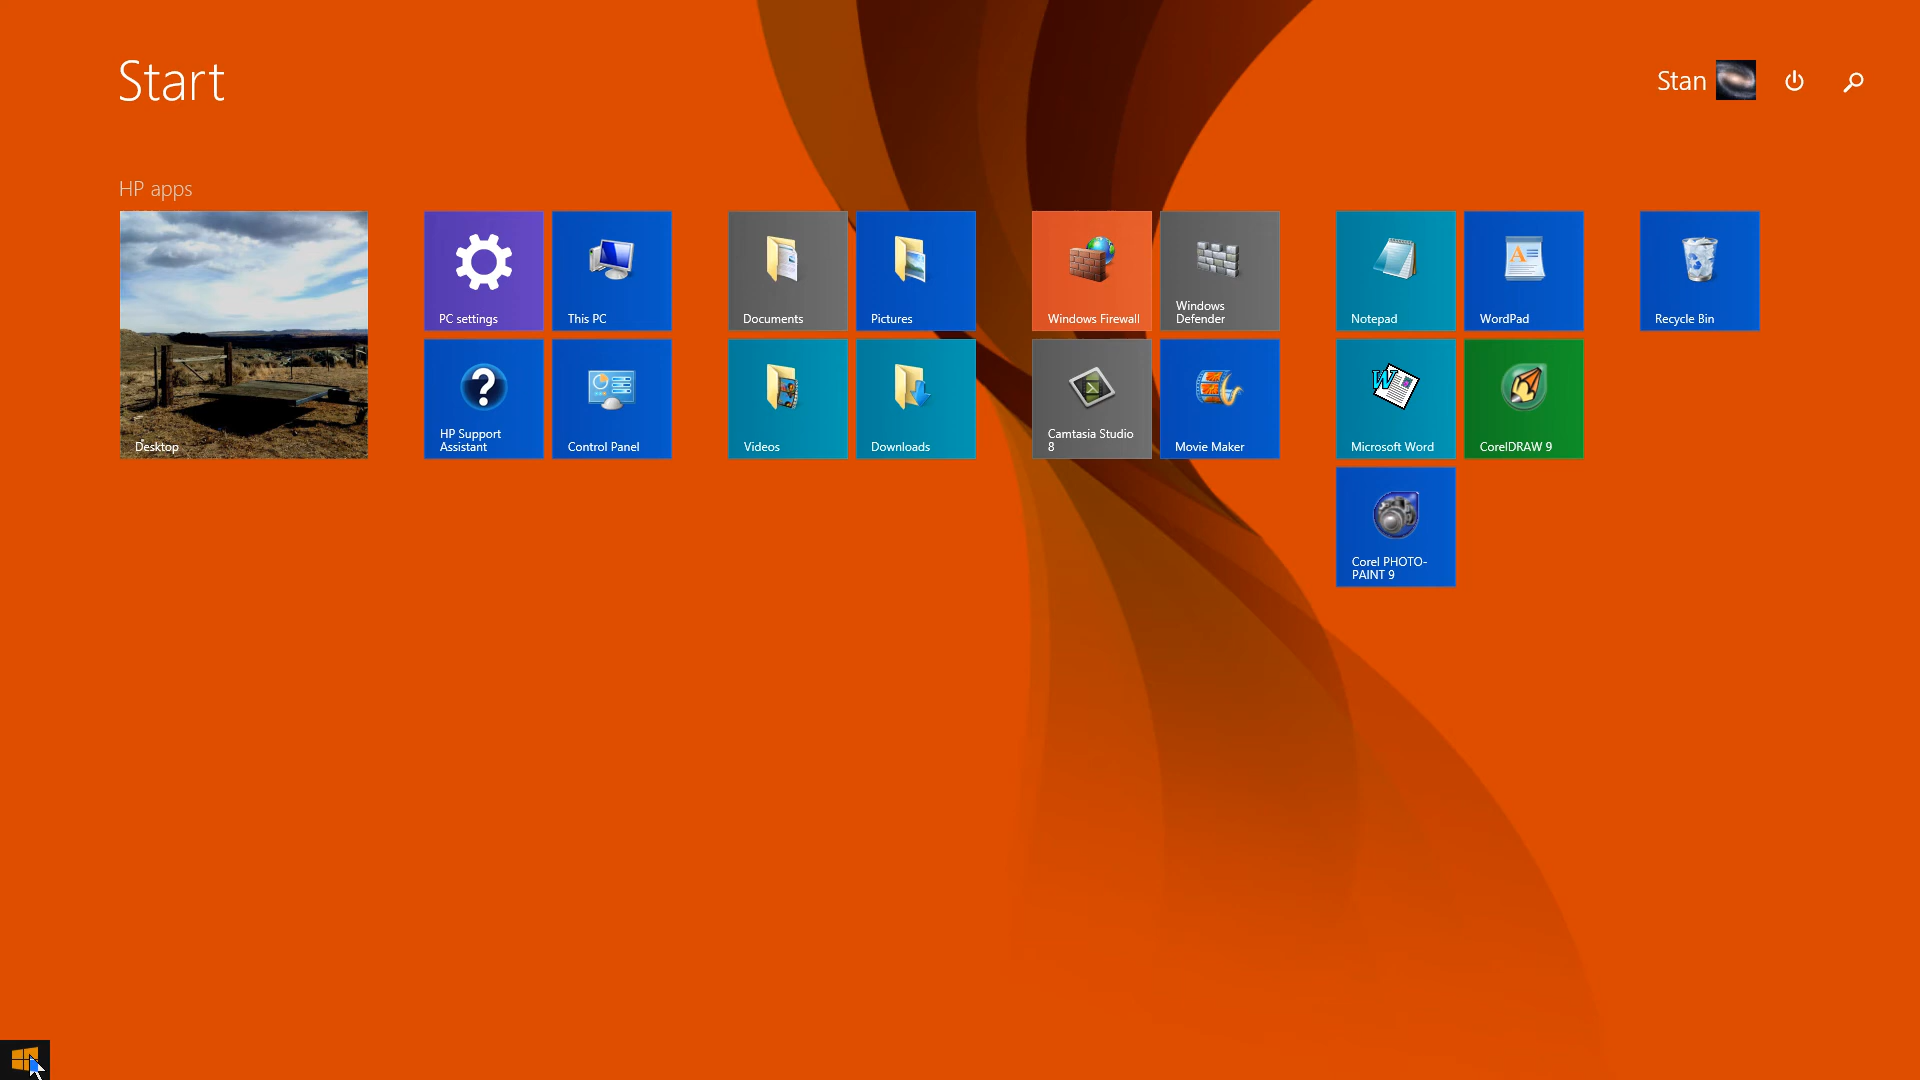 Start
Stan
HP apps
Desktop
PC settings
This PC
HP Support
Assistant
Control Panel
Documents
Pictures
Videos
Downloads
Windows Firewall
Windows
Defender
Camtasia Studio
8
Movie Maker
Notepad
WordPad
Microsoft Word
CorelDRAW 9
Corel PHOTO-
PAINT 9
Recycle Bin